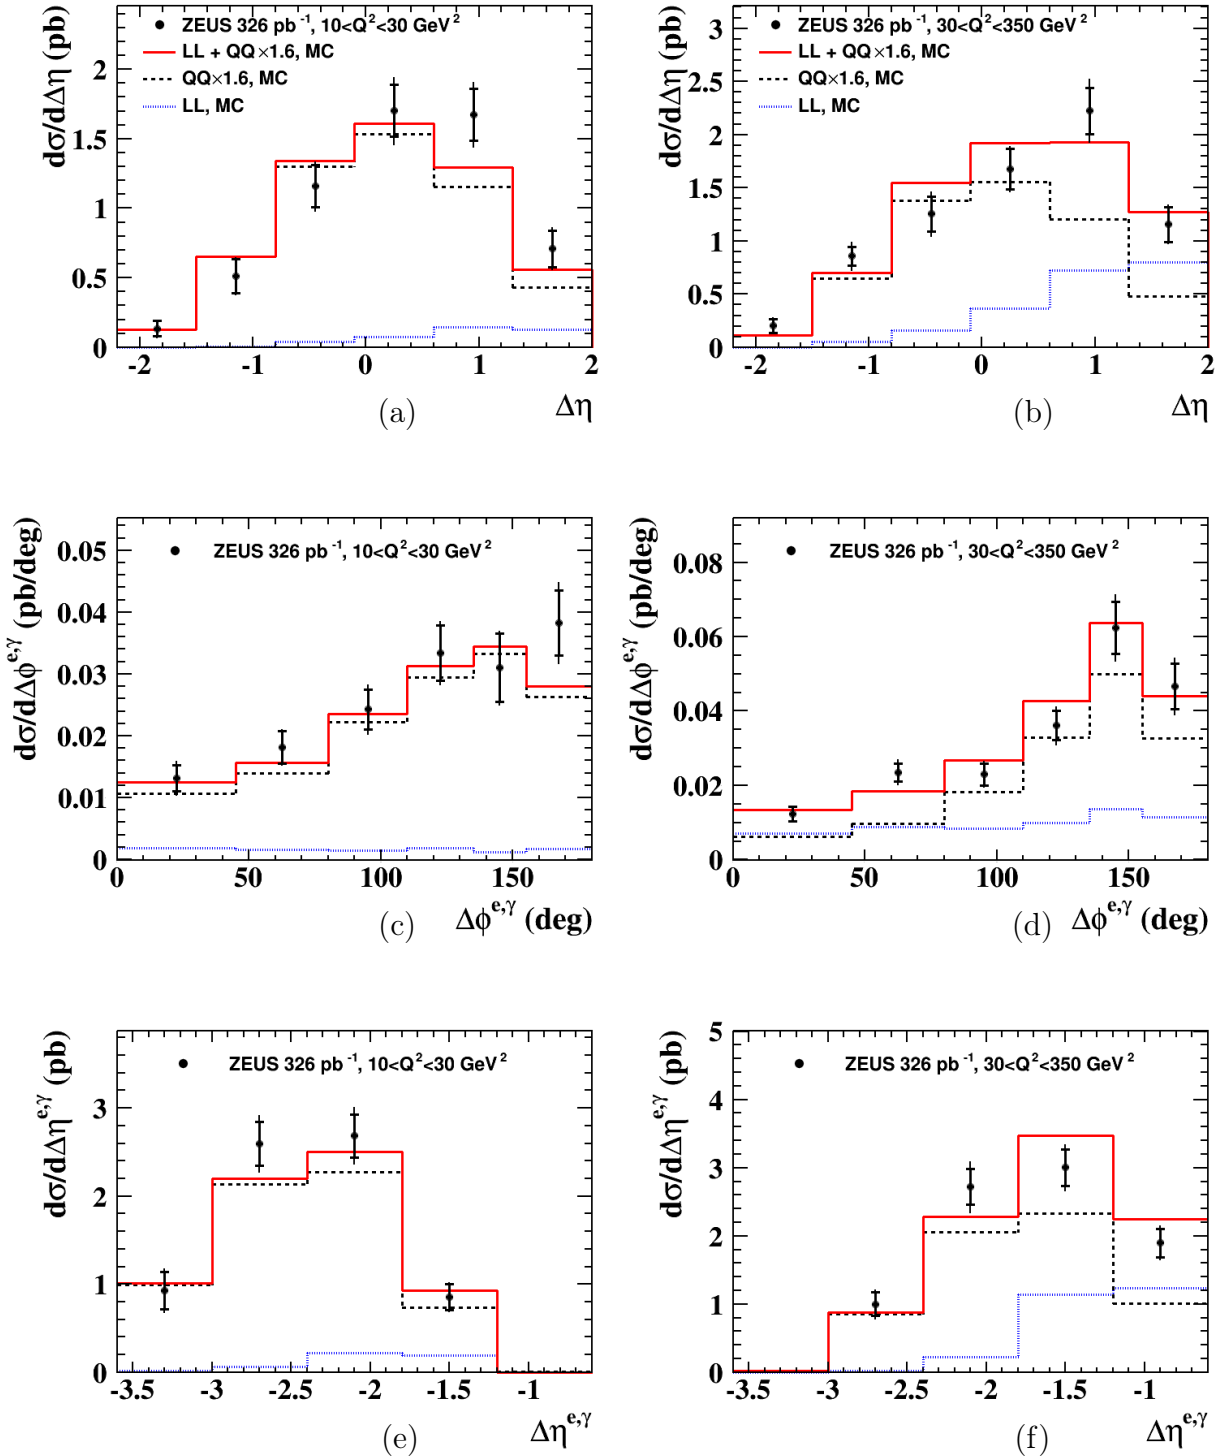 ZEUS 326 pb⁻¹, 10<Q²<30 GeV²
LL + QQ×1.6, MC
QQ×1.6, MC
LL, MC
dσ/dΔη (pb)
2
1.5
1
0.5
0
-2 -1 0 1 2
(a) Δη
ZEUS 326 pb⁻¹, 30<Q²<350 GeV²
LL + QQ×1.6, MC
QQ×1.6, MC
LL, MC
dσ/dΔη (pb)
3
2.5
2
1.5
1
0.5
0
-2 -1 0 1 2
(b) Δη
ZEUS 326 pb⁻¹, 10<Q²<30 GeV²
dσ/dΔϕᵉ,ᵞ (pb/deg)
0.05
0.04
0.03
0.02
0.01
0
0 50 100 150
(c) Δϕᵉ,ᵞ (deg)
ZEUS 326 pb⁻¹, 30<Q²<350 GeV²
dσ/dΔϕᵉ,ᵞ (pb/deg)
0.08
0.06
0.04
0.02
0
0 50 100 150
(d) Δϕᵉ,ᵞ (deg)
ZEUS 326 pb⁻¹, 10<Q²<30 GeV²
dσ/dΔηᵉ,ᵞ (pb)
3
2
1
0
-3.5 -3 -2.5 -2 -1.5 -1
(e) Δηᵉ,ᵞ
ZEUS 326 pb⁻¹, 30<Q²<350 GeV²
dσ/dΔηᵉ,ᵞ (pb)
5
4
3
2
1
0
-3.5 -3 -2.5 -2 -1.5 -1
(f) Δηᵉ,ᵞ